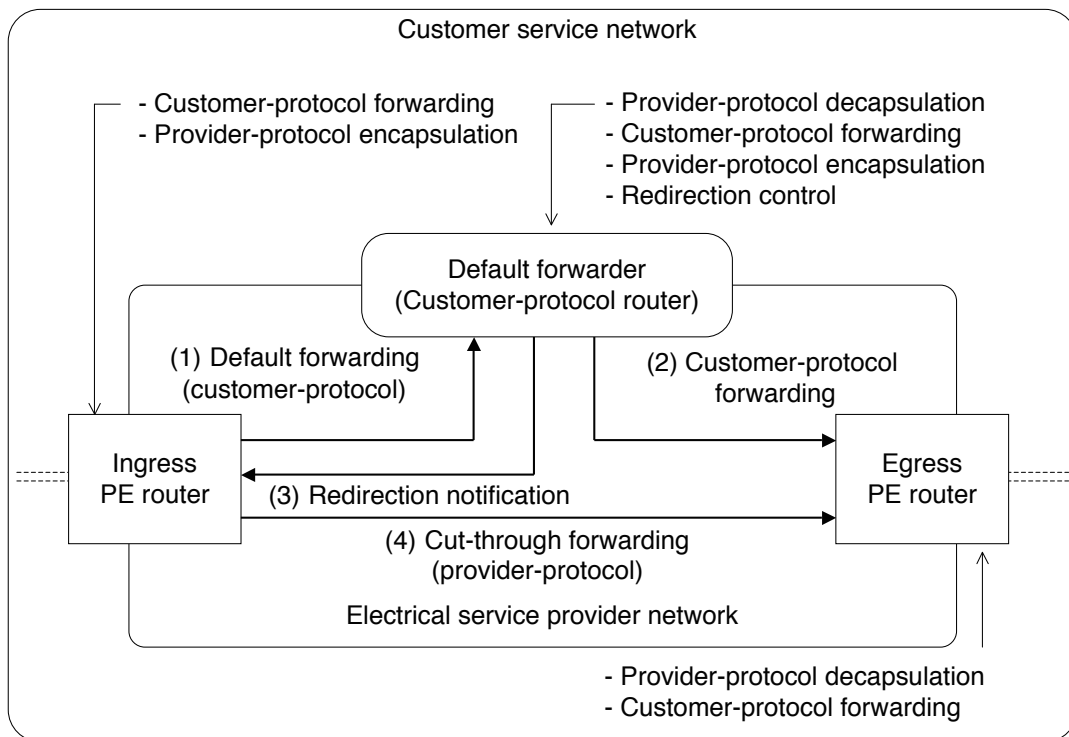 Customer service network
- Customer-protocol forwarding
- Provider-protocol encapsulation
- Provider-protocol decapsulation
- Customer-protocol forwarding
- Provider-protocol encapsulation
- Redirection control
Default forwarder
(Customer-protocol router)
(1) Default forwarding
(customer-protocol)
(2) Customer-protocol
forwarding
Ingress
PE router
Egress
PE router
(3) Redirection notification
(4) Cut-through forwarding
(provider-protocol)
Electrical service provider network
- Provider-protocol decapsulation
- Customer-protocol forwarding